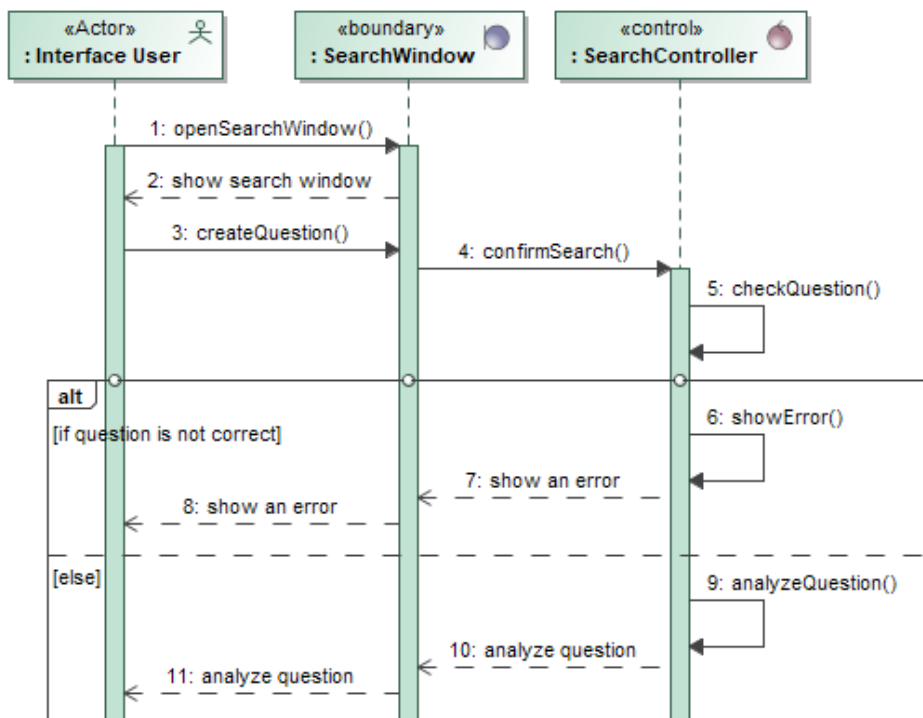 «Actor»
: Interface User
«boundary»
: SearchWindow
«control»
: SearchController
1: openSearchWindow()
2: show search window
3: createQuestion()
4: confirmSearch()
5: checkQuestion()
alt
[if question is not correct]
6: showError()
7: show an error
8: show an error
[else]
9: analyzeQuestion()
10: analyze question
11: analyze question